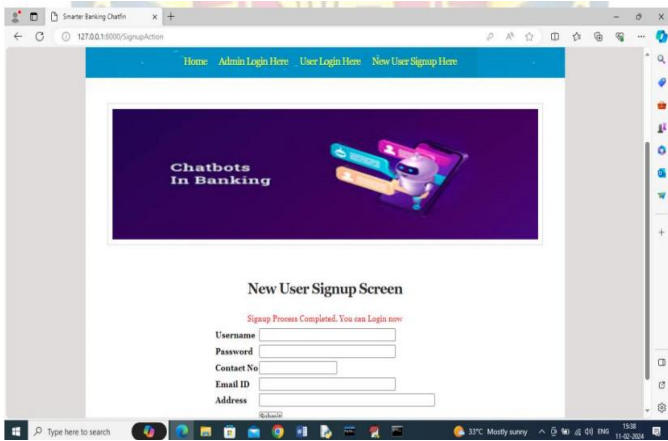 Smarter Banking Chatfin
127.0.0.1:8000/SignupAction
Home Admin Login Here User Login Here New User Signup Here
Chatbots
In Banking
New User Signup Screen
Signup Process Completed. You can Login now
Username
Password
Contact No
Email ID
Address
Submit
Type here to search
33°C Mostly sunny
ENG
15:38
11-02-2024